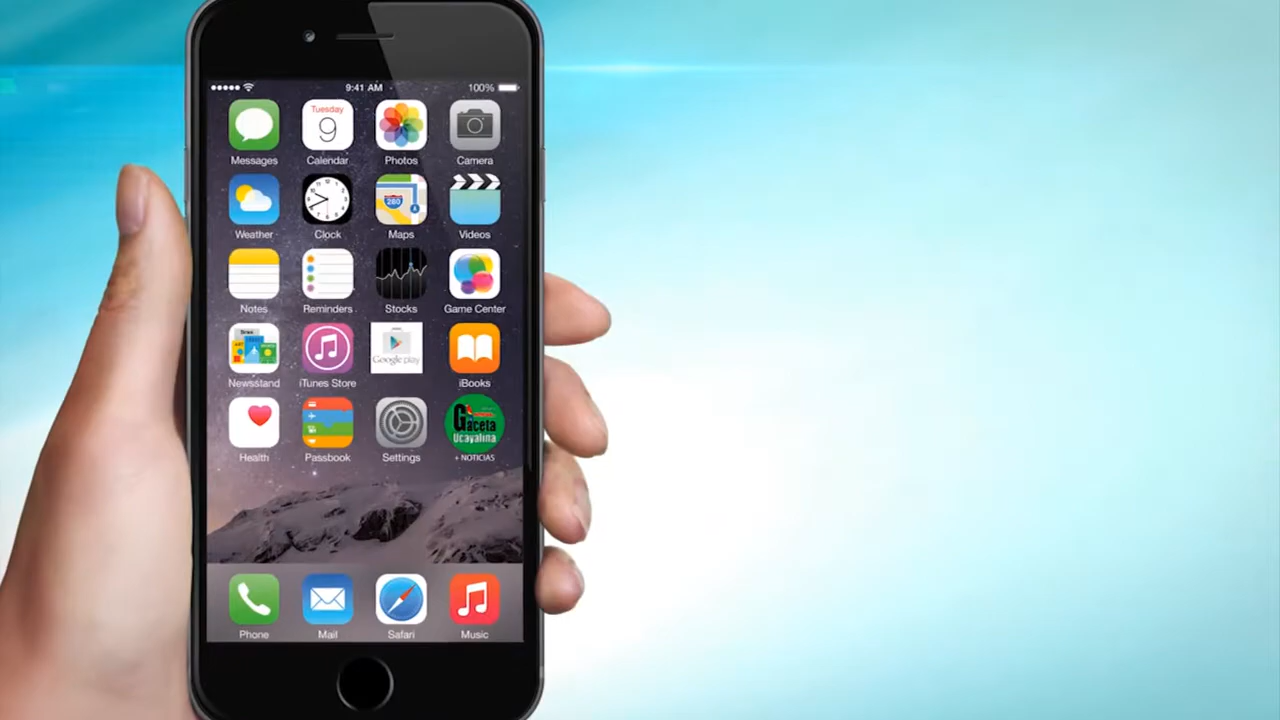 9:41 AM 100%
Tuesday
9
Messages Calendar Photos Camera
280
Weather Clock Maps Videos
Notes Reminders Stocks Game Center
Google play
Newsstand iTunes Store iBooks
Gaceta
Ucayalina
Health Passbook Settings + NOTICIAS
Phone Mail Safari Music